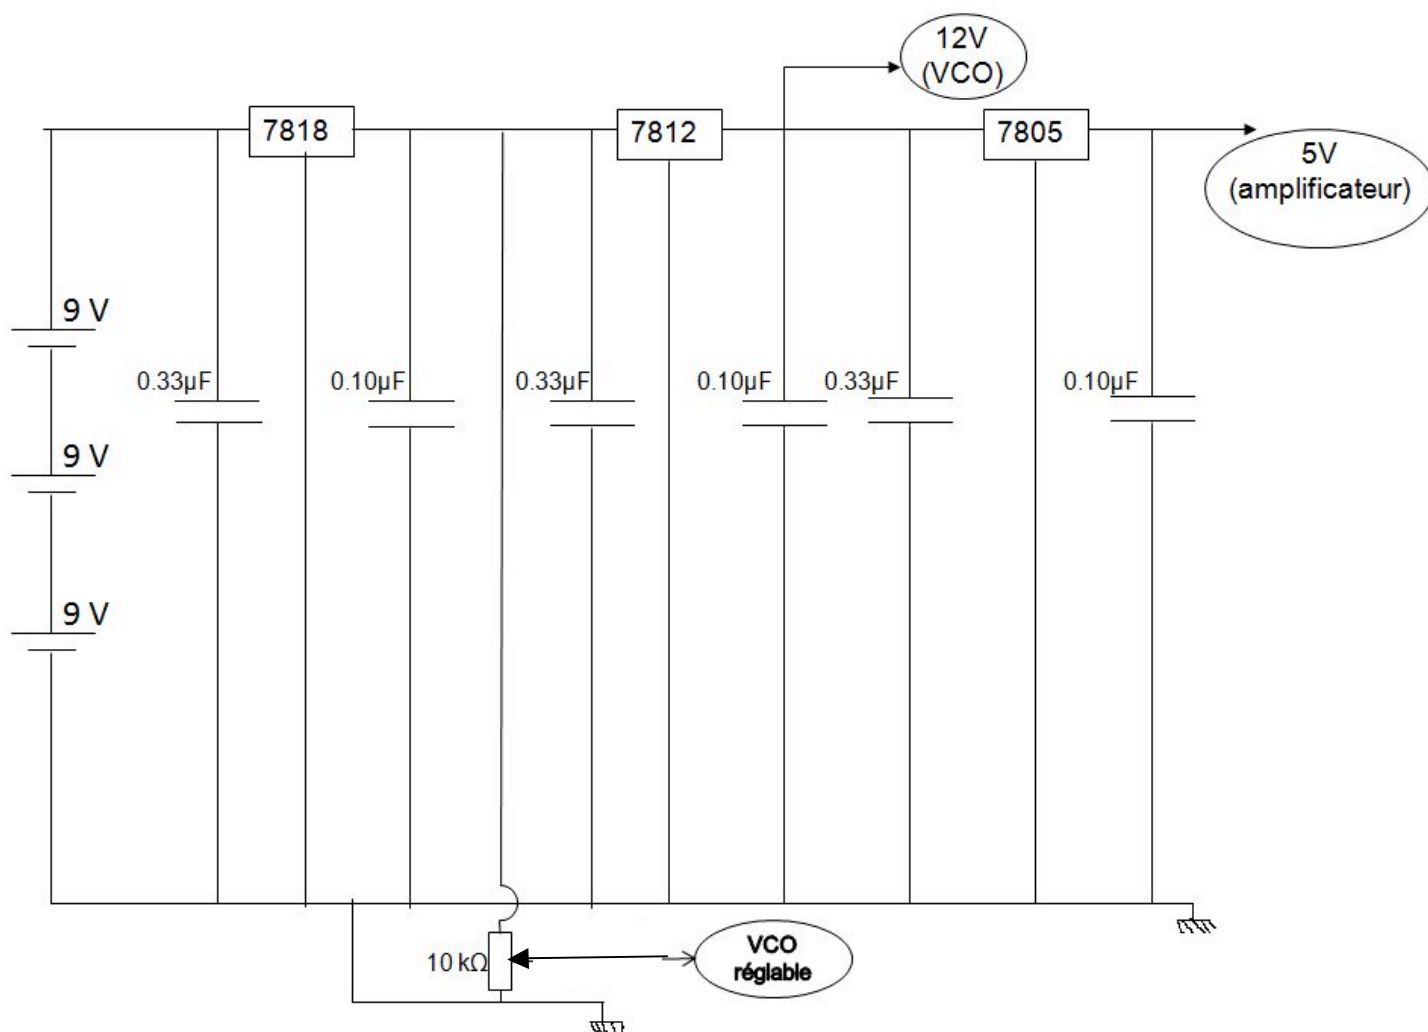 12V
(VCO)
7818
7812
7805
5V
(amplificateur)
9 V
0.33µF
0.10µF
0.33µF
0.10µF
0.33µF
0.10µF
9 V
9 V
10 kΩ
VCO
réglable